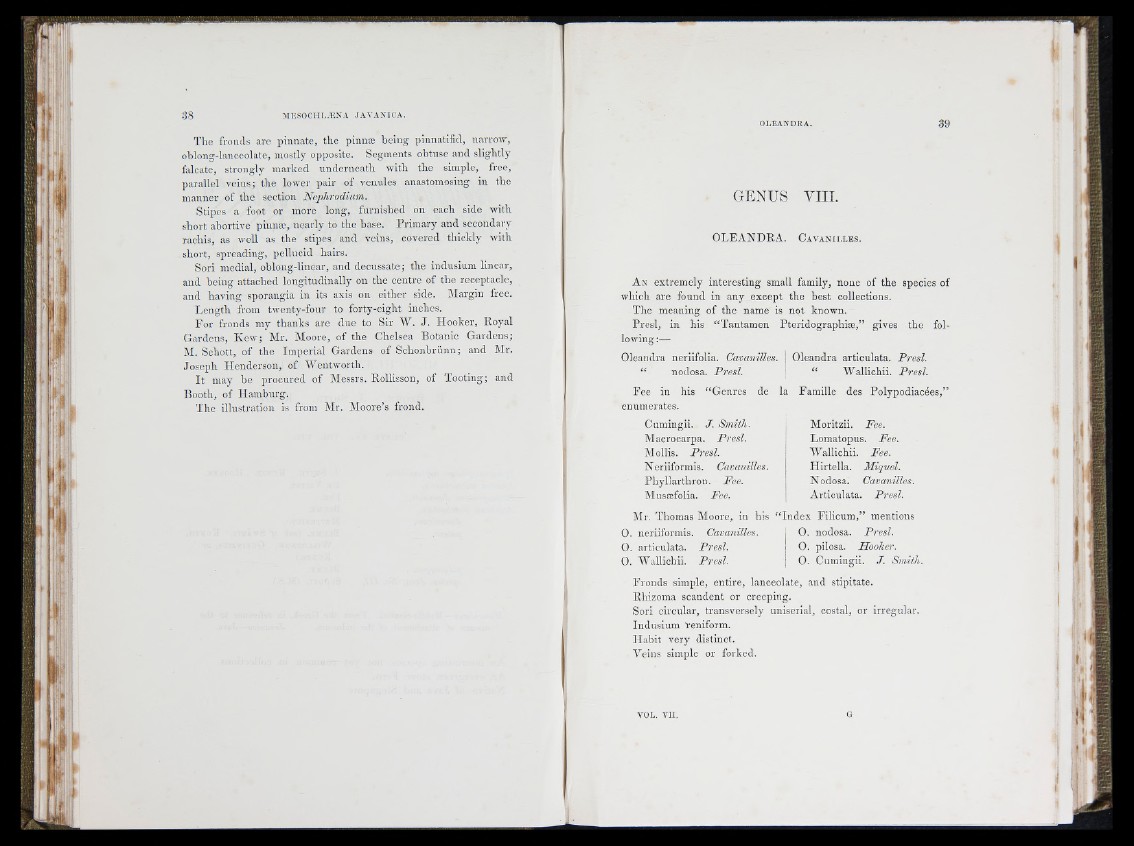 38 MESOCHLÆNA JAVANICA.
The fronds are pinnate, the pinnæ being pinnatifid, narrow,
oblong-lanceolate, mostly opposite. Segments obtuse and slightly
falcate, strongly marked underneath with the simple, free,
parallel veins; the lower pair of venules anastomosing in the
manner of the section Nephrodium.
Stipes a foot or more long, furnished on each side with
short abortive pinnæ, nearly to the base. Primary and secondary
rachis, as well as the stipes and veins, covered thickly with
short, spreading, pellucid hairs.
Sori medial, oblong-linear, and decussate; the indusium linear,
and being attached longitudinally on the centre of the receptacle,
and having sporangia in its axis on either side. Margin free.
Length from twenty-four to forty-eight inches.
For fronds my thanks are due to Sir W. J. Hooker, Royal
Gardens, Kew; Mr. Moore, of the Chelsea Botanic Gardens;
M. Schott, of the Imperial Gardens of Schonbrünn; and Mr.
Joseph Henderson, of Wentworth.
It may be procured of Messrs. Rollisson, of Tooting; and
Booth, of Hamburg.
The illustration is from Mr. Moore's frond.
OLEANDRA. 39
GENUS VIII.
OLEANDRA. CAVANILLES.
AN extremely interesting small family, none of the species of
which are found in any except the best collections.
The meaning of the name is not known.
Presl, in his "Tantamen Pteridographiæ," gives the fol-
lowing:—
Oleandra neriifolia. Cavanilles. Oleandra articulata. Presl.
" nodosa. Presl. " Wallichii. Presl.
Fee in his "Genres de la Famille des Polypodiacées,"
enumerates.
Cumingii. J. Smith. Moritzii. Fee.
Macrocarpa. Presl. Lomatopus. Fee.
Mollis. Presl. Wallichii. Fee.
Neriiformis. Cavanilles. Hirtella. Miquel.
Phyllarthron. Fee. Nodosa. Cavanilles.
Musæfolia. Fee. Articulata. Presl.
Mr. Thomas Moore, in his "Index Filicum," mentions
O. neriiformis. Cavanilles. O. nodosa. Presl.
O. articulata. Presl. O. pilosa. Hooker.
O. Wallichii. Presl. O. Cumingii. J. Smith.
Fronds simple, entire, lanceolate, and stipitate.
Rhizoma scandent or creeping.
Sori circular, transversely uniserial, costal, or irregular.
Indusium reniform.
Habit very distinct.
Veins simple or forked.
VOL. VII. G